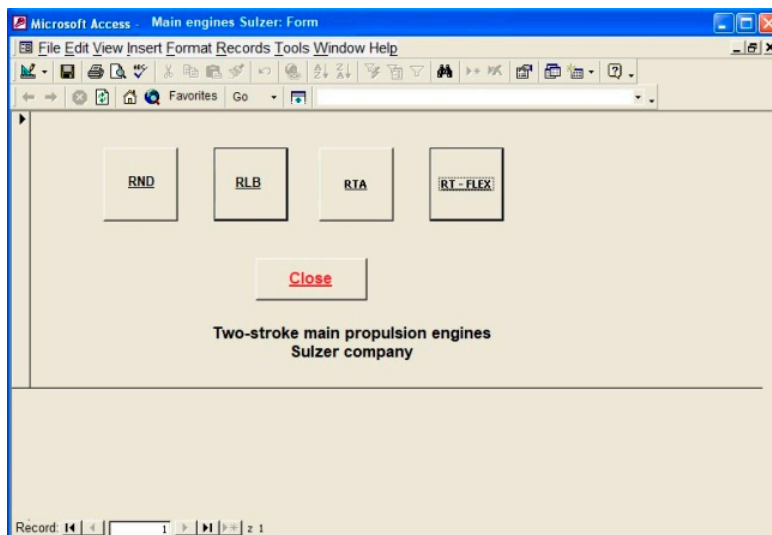 Microsoft Access - Main engines Sulzer: Form
File Edit View Insert Format Records Tools Window Help
Favorites Go
RND RLB RTA RT - FLEX
Close
Two-stroke main propulsion engines
Sulzer company
Record: 1 z 1